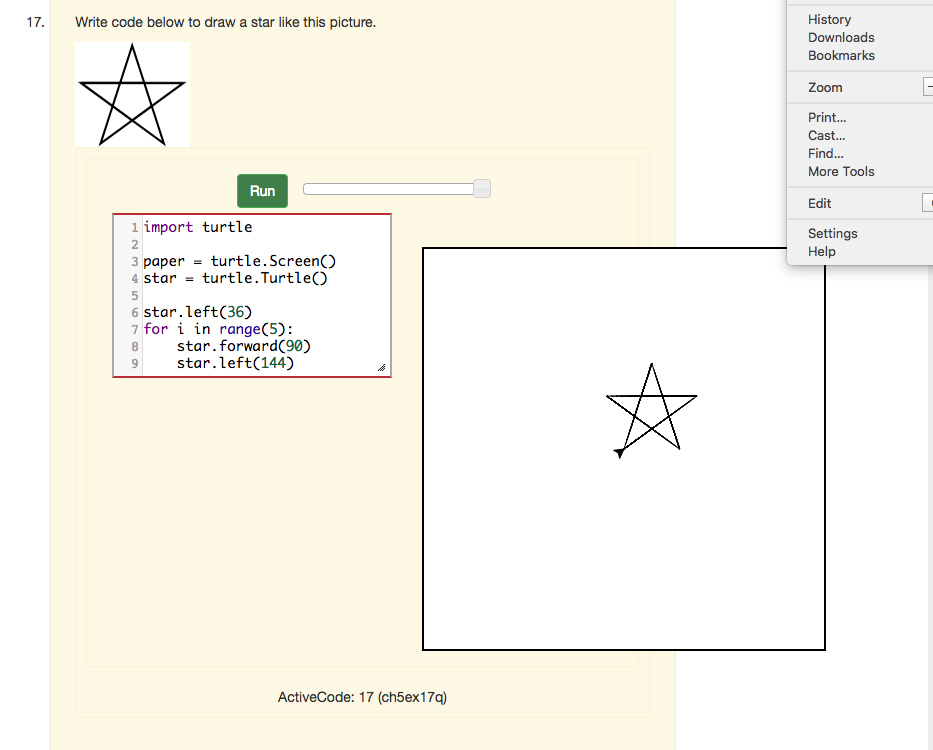 17. Write code below to draw a star like this picture.
Run
1 import turtle
2
3 paper = turtle.Screen()
4 star = turtle.Turtle()
5
6 star.left(36)
7 for i in range(5):
8     star.forward(90)
9     star.left(144)
ActiveCode: 17 (ch5ex17q)
History
Downloads
Bookmarks
Zoom
Print...
Cast...
Find...
More Tools
Edit
Settings
Help